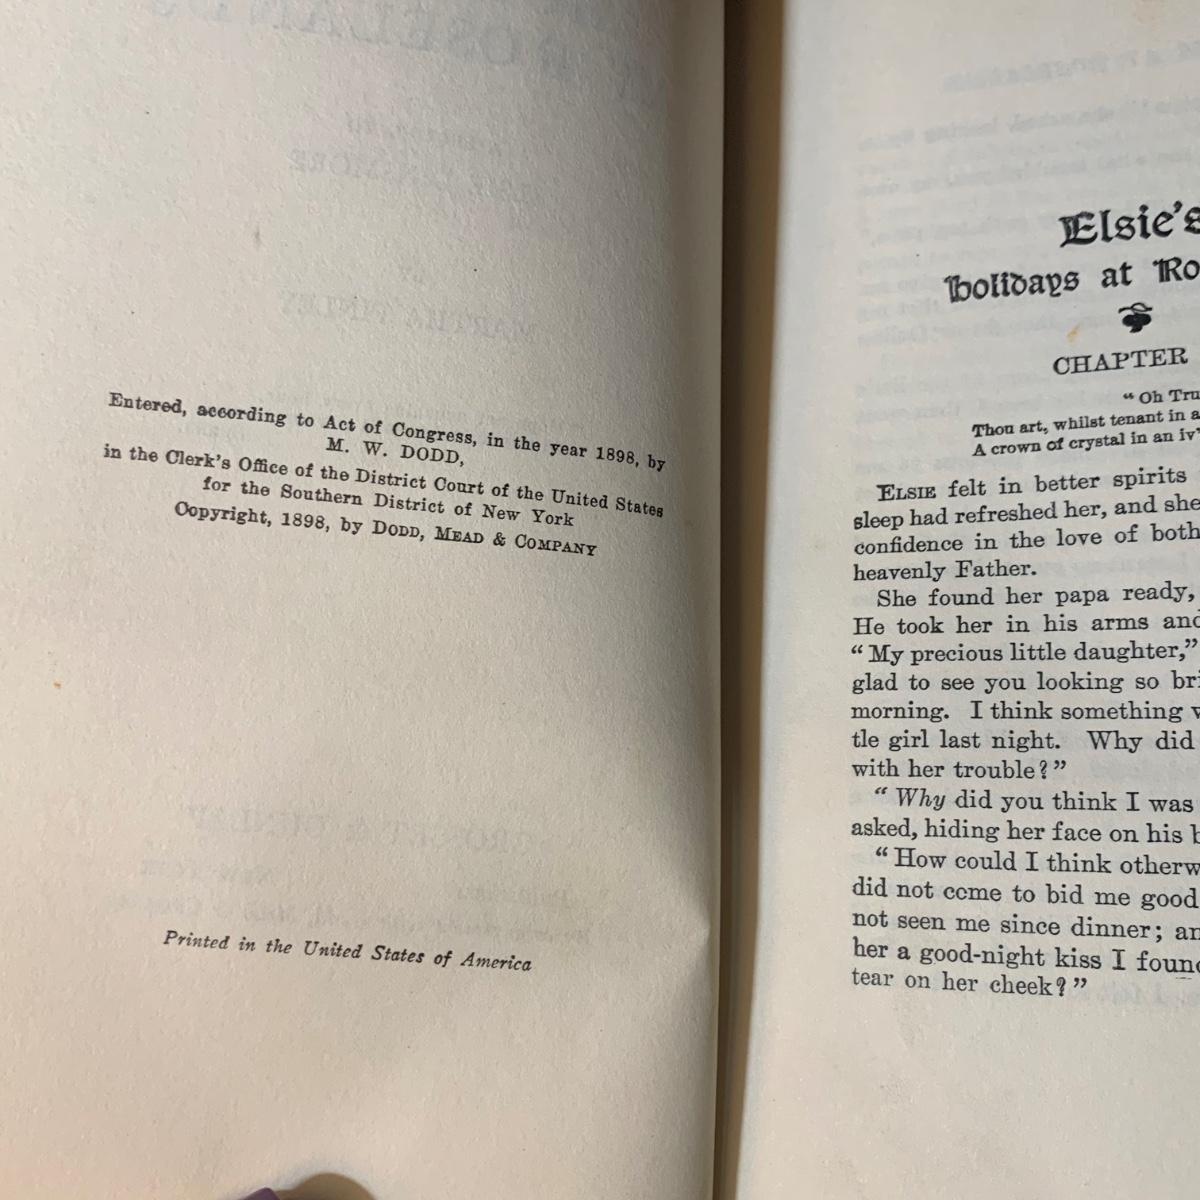 Entered, according to Act of Congress, in the year 1898, by
M. W. DODD,
in the Clerk's Office of the District Court of the United States
for the Southern District of New York
Copyright, 1898, by DODD, MEAD & COMPANY
Printed in the United States of America
Elsie's
Holidays at Ro
CHAPTER
“ Oh Tru
Thou art, whilst tenant in a
A crown of crystal in an iv'
ELSIE felt in better spirits
sleep had refreshed her, and she
confidence in the love of both
heavenly Father.
She found her papa ready,
He took her in his arms and
“ My precious little daughter,”
glad to see you looking so bri
morning. I think something w
tle girl last night. Why did
with her trouble ? ”
“ Why did you think I was
asked, hiding her face on his b
“ How could I think otherw
did not come to bid me good
not seen me since dinner ; an
her a good-night kiss I found
tear on her cheek ? ”